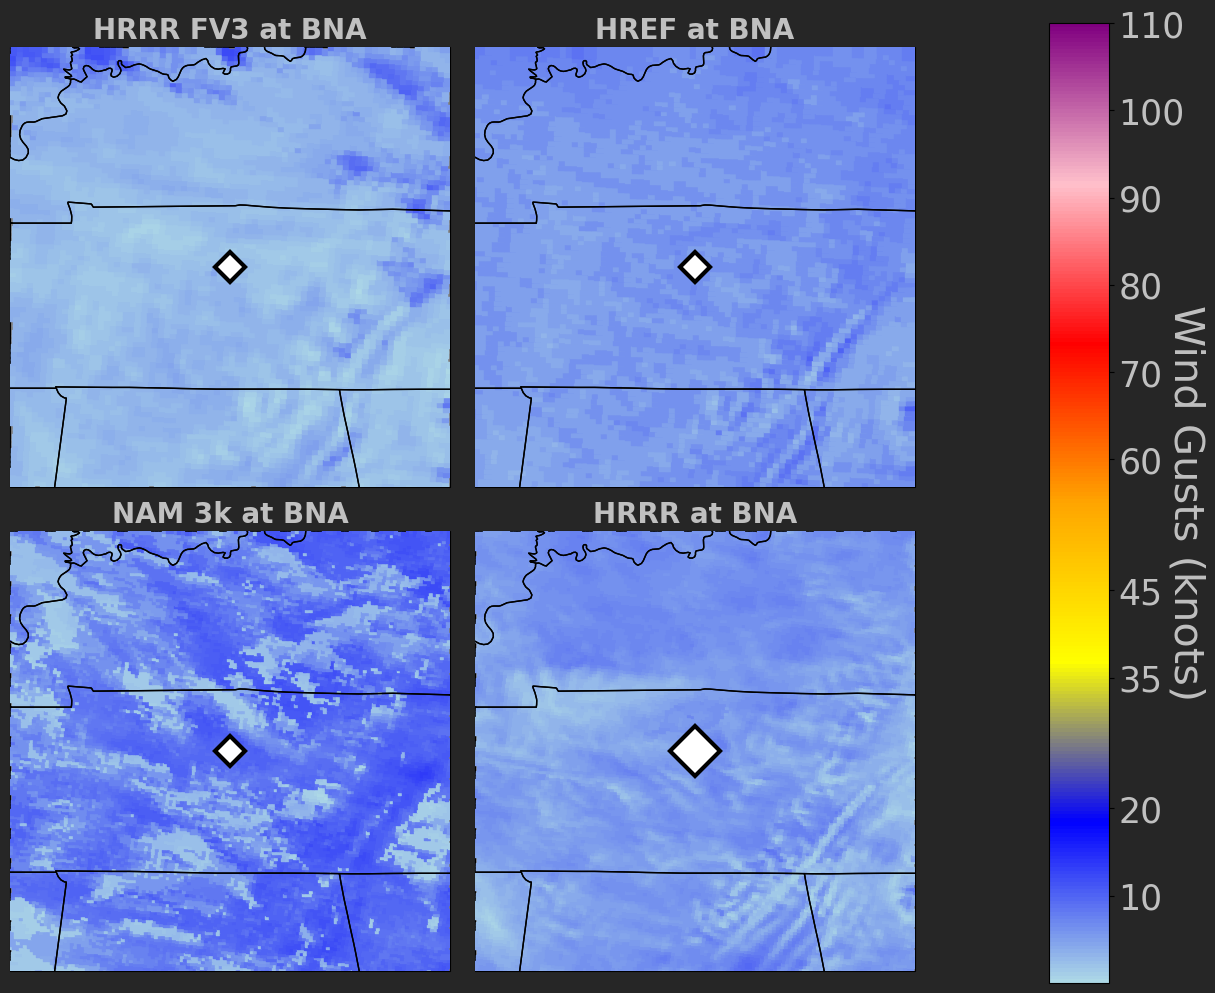 HRRR FV3 at BNA
HREF at BNA
NAM 3k at BNA
HRRR at BNA
110
100
90
80
70
60
45
35
20
10
Wind Gusts (knots)